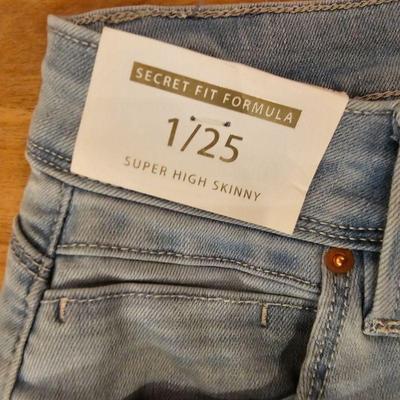 SECRET FIT FORMULA
1/25
SUPER HIGH SKINNY